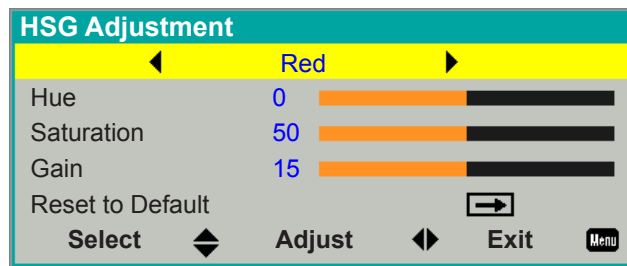 HSG Adjustment
Red
Hue 0
Saturation 50
Gain 15
Reset to Default
Select Adjust Exit Menu